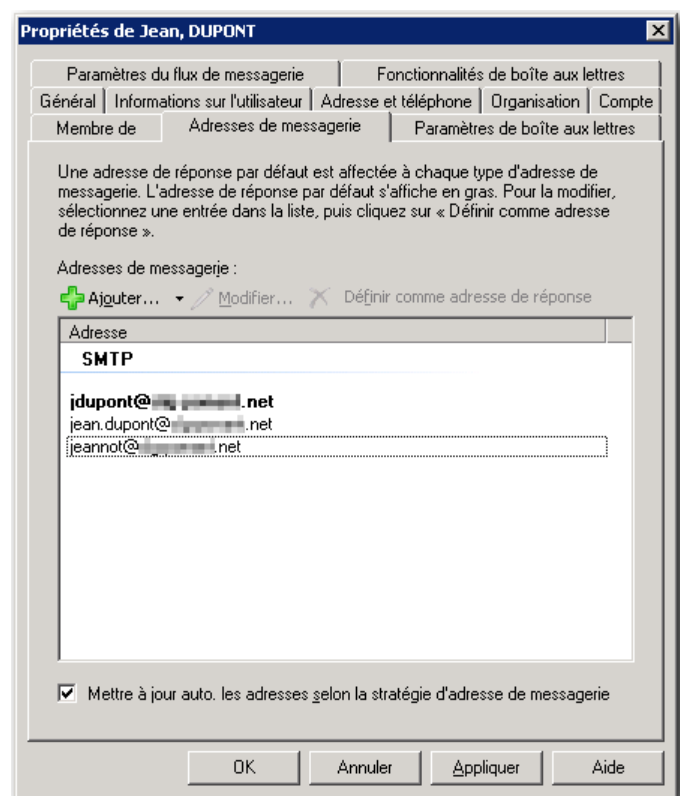 Propriétés de Jean, DUPONT
Paramètres du flux de messagerie Fonctionnalités de boîte aux lettres
Général Informations sur l'utilisateur Adresse et téléphone Organisation Compte
Membre de Adresses de messagerie Paramètres de boîte aux lettres
Une adresse de réponse par défaut est affectée à chaque type d'adresse de
messagerie. L'adresse de réponse par défaut s'affiche en gras. Pour la modifier,
sélectionnez une entrée dans la liste, puis cliquez sur « Définir comme adresse
de réponse ».
Adresses de messagerie :
Ajouter... Modifier... Définir comme adresse de réponse
Adresse
SMTP
jdupont@ .net
jean.dupont@ .net
jeannot@ .net
Mettre à jour auto. les adresses selon la stratégie d'adresse de messagerie
OK Annuler Appliquer Aide